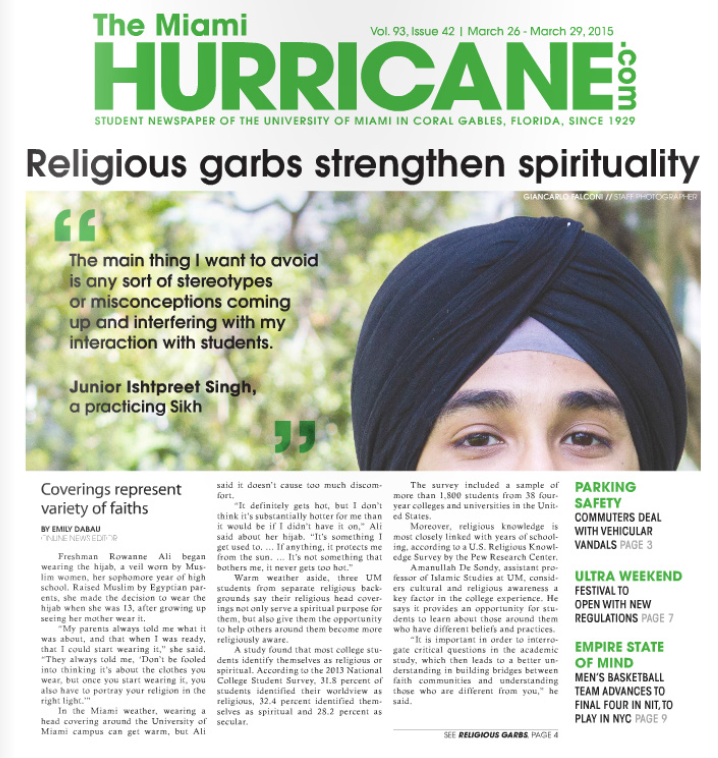 The Miami
Vol. 93, Issue 42 | March 26 - March 29, 2015
HURRICANE.com
STUDENT NEWSPAPER OF THE UNIVERSITY OF MIAMI IN CORAL GABLES, FLORIDA, SINCE 1929
Religious garbs strengthen spirituality
GIANCARLO FALCONI // STAFF PHOTOGRAPHER
“
The main thing I want to avoid
is any sort of stereotypes
or misconceptions coming
up and interfering with my
interaction with students.
Junior Ishtpreet Singh,
a practicing Sikh
”
Coverings represent
variety of faiths
BY EMILY DABAU
ONLINE NEWS EDITOR
Freshman Rowanne Ali began
wearing the hijab, a veil worn by Mus-
lim women, her sophomore year of high
school. Raised Muslim by Egyptian par-
ents, she made the decision to wear the
hijab when she was 13, after growing up
seeing her mother wear it.
“My parents always told me what it
was about, and that when I was ready,
that I could start wearing it,” she said.
“They always told me, ‘Don’t be fooled
into thinking it’s about the clothes you
wear, but once you start wearing it, you
also have to portray your religion in the
right light.’”
In the Miami weather, wearing a
head covering around the University of
Miami campus can get warm, but Ali
said it doesn’t cause too much discom-
fort.
“It definitely gets hot, but I don’t
think it’s substantially hotter for me than
it would be if I didn’t have it on,” Ali
said about her hijab. “It’s something I
get used to. ... If anything, it protects me
from the sun. ... It’s not something that
bothers me, it never gets too hot.”
Warm weather aside, three UM
students from separate religious back-
grounds say their religious head cover-
ings not only serve a spiritual purpose for
them, but also give them the opportunity
to help others around them become more
religiously aware.
A study found that most college stu-
dents identify themselves as religious or
spiritual. According to the 2013 National
College Student Survey, 31.8 percent of
students identified their worldview as
religious, 32.4 percent identified them-
selves as spiritual and 28.2 percent as
secular.
The survey included a sample of
more than 1,800 students from 38 four-
year colleges and universities in the Unit-
ed States.
Moreover, religious knowledge is
most closely linked with years of school-
ing, according to a U.S. Religious Knowl-
edge Survey by the Pew Research Center.
Amanullah De Sondy, assistant pro-
fessor of Islamic Studies at UM, consid-
ers cultural and religious awareness a
key factor in the college experience. He
says it provides an opportunity for stu-
dents to learn about those around them
who have different beliefs and practices.
“It is important in order to interro-
gate critical questions in the academic
study, which then leads to a better un-
derstanding in building bridges between
faith communities and understanding
those who are different from you,” he
said.
SEE RELIGIOUS GARBS, PAGE 4
PARKING
SAFETY
COMMUTERS DEAL
WITH VEHICULAR
VANDALS PAGE 3
ULTRA WEEKEND
FESTIVAL TO
OPEN WITH NEW
REGULATIONS PAGE 7
EMPIRE STATE
OF MIND
MEN’S BASKETBALL
TEAM ADVANCES TO
FINAL FOUR IN NIT, TO
PLAY IN NYC PAGE 9